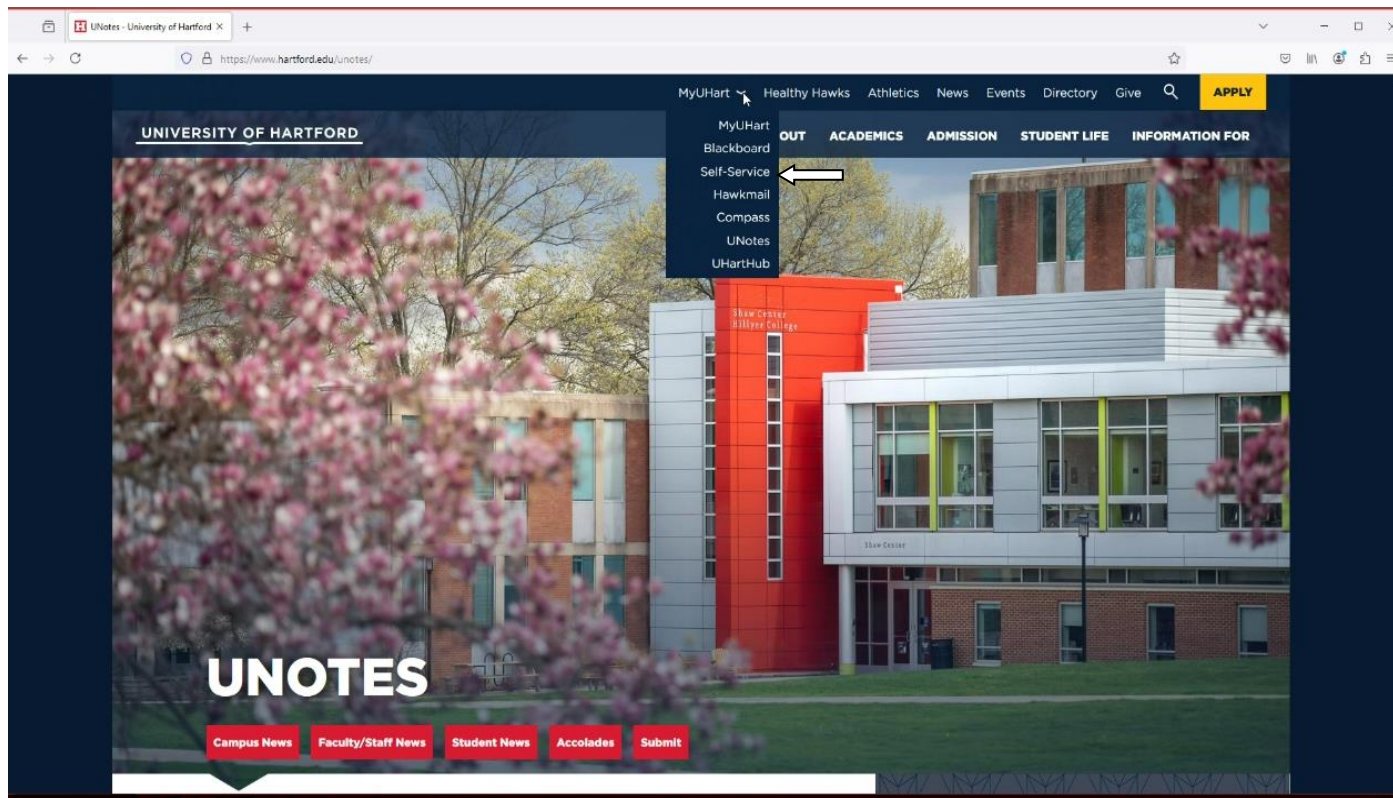 UNotes - University of Hartford
https://www.hartford.edu/unotes/
MyUHart Healthy Hawks Athletics News Events Directory Give APPLY
UNIVERSITY OF HARTFORD
OUT ACADEMICS ADMISSION STUDENT LIFE INFORMATION FOR
MyUHart
Blackboard
Self-Service
Hawkmail
Compass
UNotes
UHartHub
Shaw Center
Hillyer College
Shaw Center
UNOTES
Campus News Faculty/Staff News Student News Accolades Submit